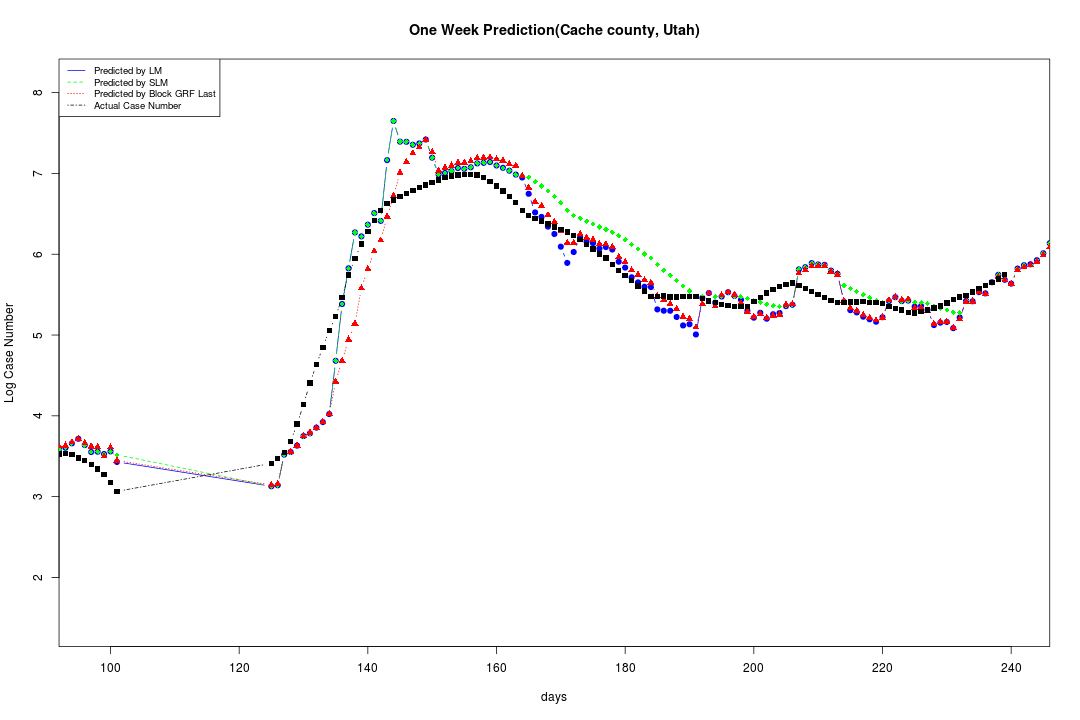 One Week Prediction(Cache county, Utah)
Predicted by LM
Predicted by SLM
Predicted by Block GRF Last
Actual Case Number
8
7
6
5
4
3
2
Log Case Number
100 120 140 160 180 200 220 240
days